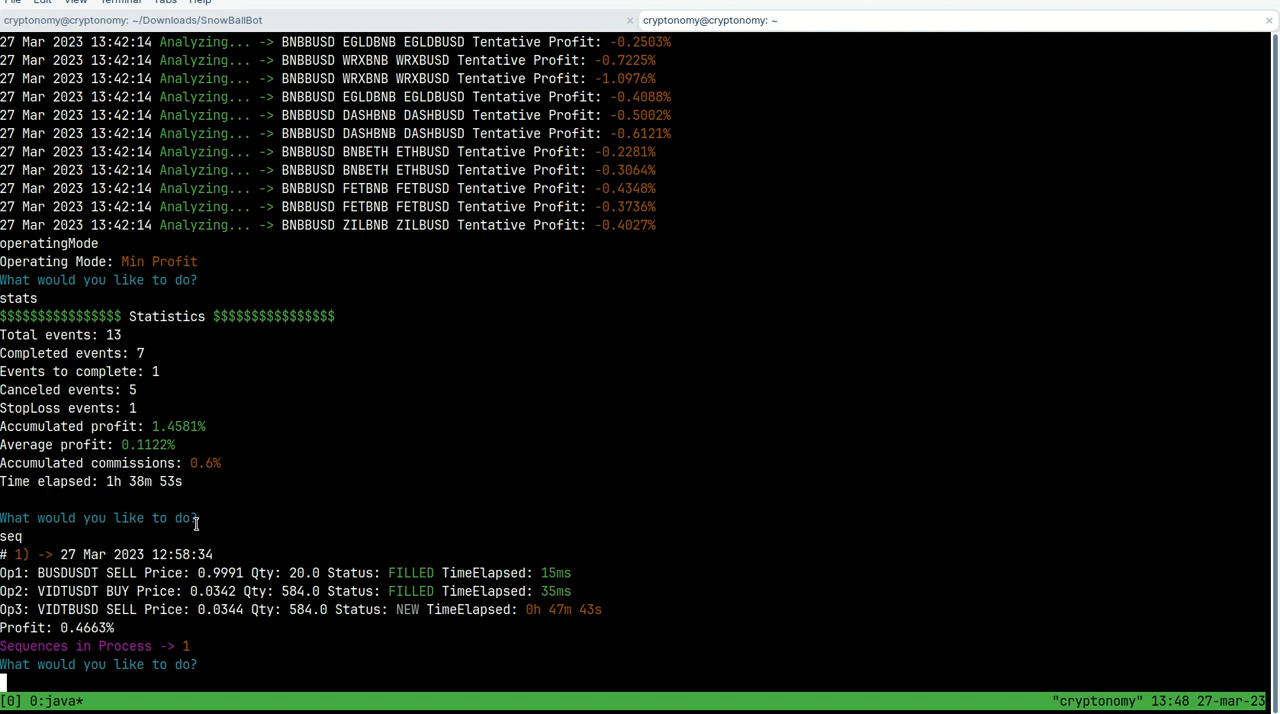 File Edit View Terminal Tabs Help
cryptonomy@cryptonomy: ~/Downloads/SnowBallBot × cryptonomy@cryptonomy: ~ ×
27 Mar 2023 13:42:14 Analyzing... -> BNBBUSD EGLDBNB EGLDBUSD Tentative Profit: -0.2503%
27 Mar 2023 13:42:14 Analyzing... -> BNBBUSD WRXBNB WRXBUSD Tentative Profit: -0.7225%
27 Mar 2023 13:42:14 Analyzing... -> BNBBUSD WRXBNB WRXBUSD Tentative Profit: -1.0976%
27 Mar 2023 13:42:14 Analyzing... -> BNBBUSD EGLDBNB EGLDBUSD Tentative Profit: -0.4088%
27 Mar 2023 13:42:14 Analyzing... -> BNBBUSD DASHBNB DASHBUSD Tentative Profit: -0.5002%
27 Mar 2023 13:42:14 Analyzing... -> BNBBUSD DASHBNB DASHBUSD Tentative Profit: -0.6121%
27 Mar 2023 13:42:14 Analyzing... -> BNBBUSD BNBETH ETHBUSD Tentative Profit: -0.2281%
27 Mar 2023 13:42:14 Analyzing... -> BNBBUSD BNBETH ETHBUSD Tentative Profit: -0.3064%
27 Mar 2023 13:42:14 Analyzing... -> BNBBUSD FETBNB FETBUSD Tentative Profit: -0.4348%
27 Mar 2023 13:42:14 Analyzing... -> BNBBUSD FETBNB FETBUSD Tentative Profit: -0.3736%
27 Mar 2023 13:42:14 Analyzing... -> BNBBUSD ZILBNB ZILBUSD Tentative Profit: -0.4027%
operatingMode
Operating Mode: Min Profit
What would you like to do?
stats
$$$$$$$$$$$$$$$$ Statistics $$$$$$$$$$$$$$$$
Total events: 13
Completed events: 7
Events to complete: 1
Canceled events: 5
StopLoss events: 1
Accumulated profit: 1.4581%
Average profit: 0.1122%
Accumulated commissions: 0.6%
Time elapsed: 1h 38m 53s
What would you like to do?
seq
# 1) -> 27 Mar 2023 12:58:34
Op1: BUSDUSDT SELL Price: 0.9991 Qty: 20.0 Status: FILLED TimeElapsed: 15ms
Op2: VIDTUSDT BUY Price: 0.0342 Qty: 584.0 Status: FILLED TimeElapsed: 35ms
Op3: VIDTBUSD SELL Price: 0.0344 Qty: 584.0 Status: NEW TimeElapsed: 0h 47m 43s
Profit: 0.4663%
Sequences in Process -> 1
What would you like to do?
[0] 0:java* "cryptonomy" 13:48 27-mar-23